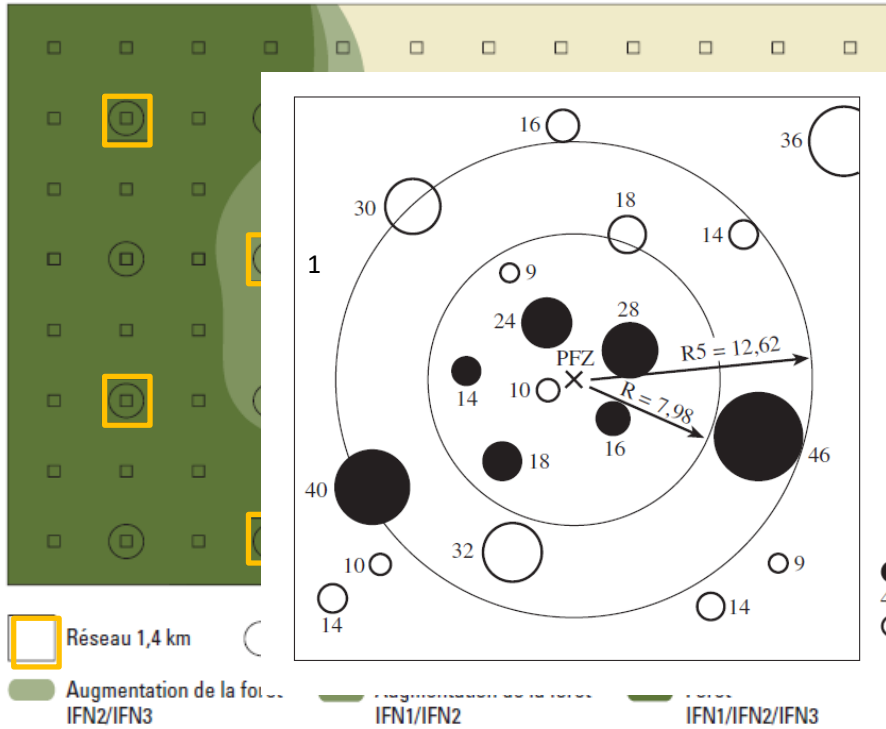 16
36
30
18
14
1
9
24
28
PFZ
R5 = 12,62
14
10
R = 7,98
16
18
46
40
32
10
9
14
14
Réseau 1,4 km
Augmentation de la forêt
IFN2/IFN3
IFN1/IFN2
IFN1/IFN2/IFN3